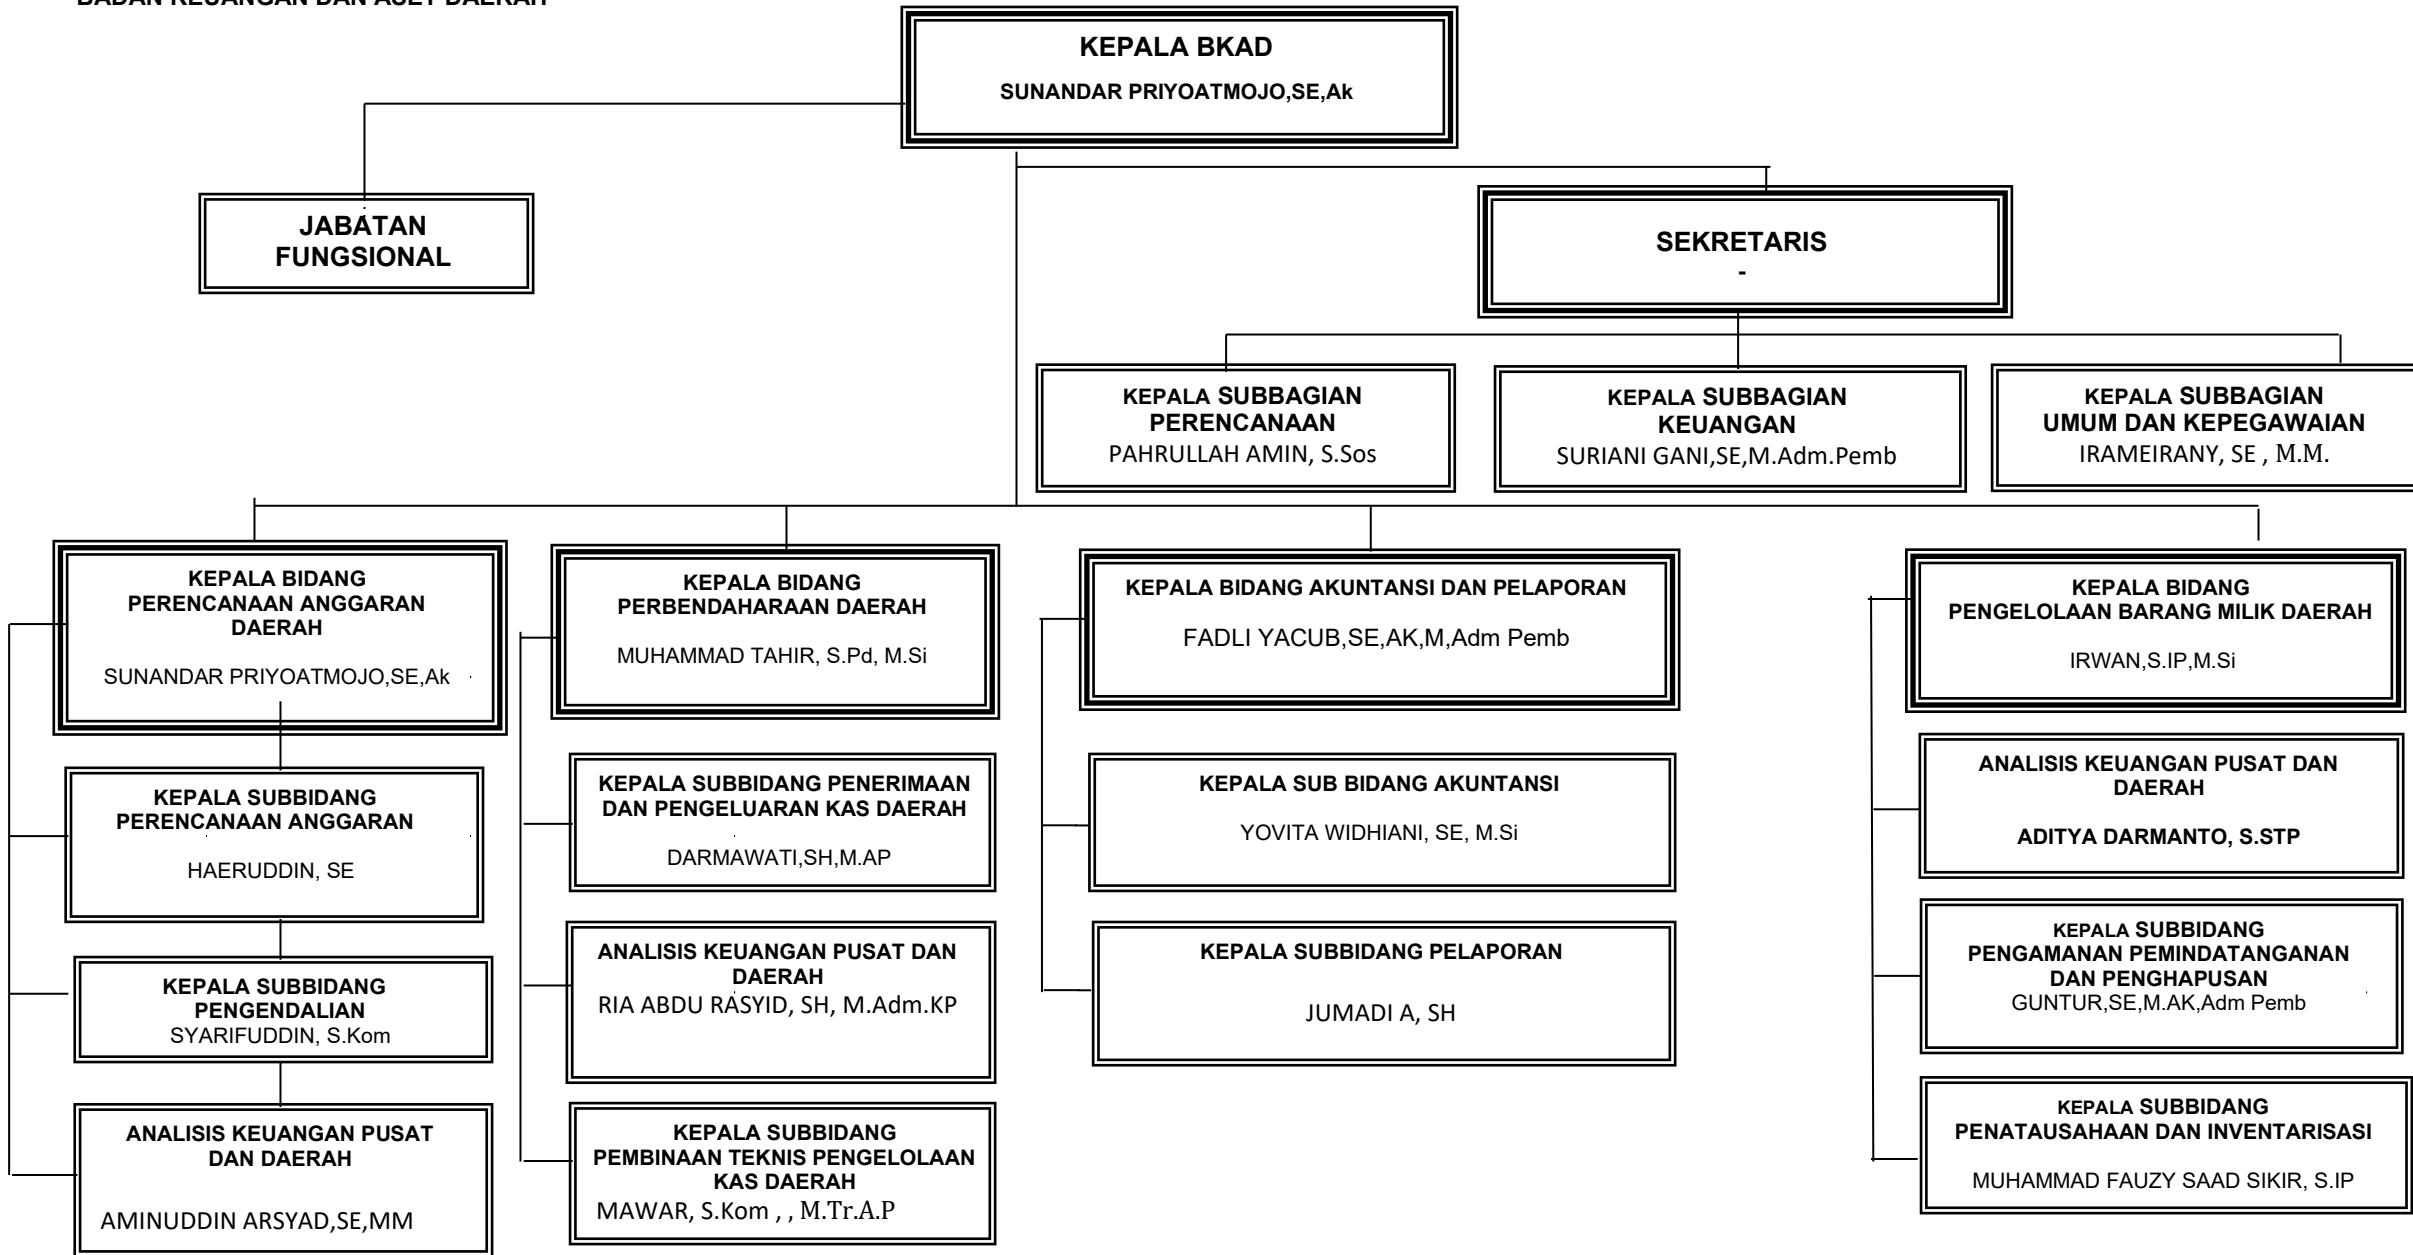 BADAN KEUANGAN DAN ASET DAERAH
KEPALA BKAD
SUNANDAR PRIYOATMOJO,SE,Ak
JABATAN
FUNGSIONAL
SEKRETARIS
-
KEPALA SUBBAGIAN
PERENCANAAN
PAHRULLAH AMIN, S.Sos
KEPALA SUBBAGIAN
KEUANGAN
SURIANI GANI,SE,M.Adm.Pemb
KEPALA SUBBAGIAN
UMUM DAN KEPEGAWAIAN
IRAMEIRANY, SE , M.M.
KEPALA BIDANG
PERENCANAAN ANGGARAN
DAERAH
SUNANDAR PRIYOATMOJO,SE,Ak
KEPALA SUBBIDANG
PERENCANAAN ANGGARAN
HAERUDDIN, SE
KEPALA SUBBIDANG
PENGENDALIAN
SYARIFUDDIN, S.Kom
ANALISIS KEUANGAN PUSAT
DAN DAERAH
AMINUDDIN ARSYAD,SE,MM
KEPALA BIDANG
PERBENDAHARAAN DAERAH
MUHAMMAD TAHIR, S.Pd, M.Si
KEPALA SUBBIDANG PENERIMAAN
DAN PENGELUARAN KAS DAERAH
DARMAWATI,SH,M.AP
ANALISIS KEUANGAN PUSAT DAN
DAERAH
RIA ABDU RASYID, SH, M.Adm.KP
KEPALA SUBBIDANG
PEMBINAAN TEKNIS PENGELOLAAN
KAS DAERAH
MAWAR, S.Kom , , M.Tr.A.P
KEPALA BIDANG AKUNTANSI DAN PELAPORAN
FADLI YACUB,SE,AK,M,Adm Pemb
KEPALA SUB BIDANG AKUNTANSI
YOVITA WIDHIANI, SE, M.Si
KEPALA SUBBIDANG PELAPORAN
JUMADI A, SH
KEPALA BIDANG
PENGELOLAAN BARANG MILIK DAERAH
IRWAN,S.IP,M.Si
ANALISIS KEUANGAN PUSAT DAN
DAERAH
ADITYA DARMANTO, S.STP
KEPALA SUBBIDANG
PENGAMANAN PEMINDATANGANAN
DAN PENGHAPUSAN
GUNTUR,SE,M.AK,Adm Pemb
KEPALA SUBBIDANG
PENATAUSAHAAN DAN INVENTARISASI
MUHAMMAD FAUZY SAAD SIKIR, S.IP